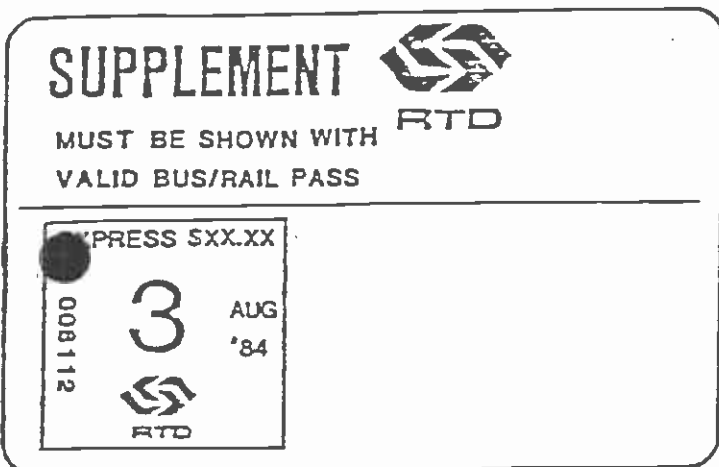 SUPPLEMENT
RTD
MUST BE SHOWN WITH
VALID BUS/RAIL PASS
PRESS $XX.XX
008112
3
AUG
'84
RTD